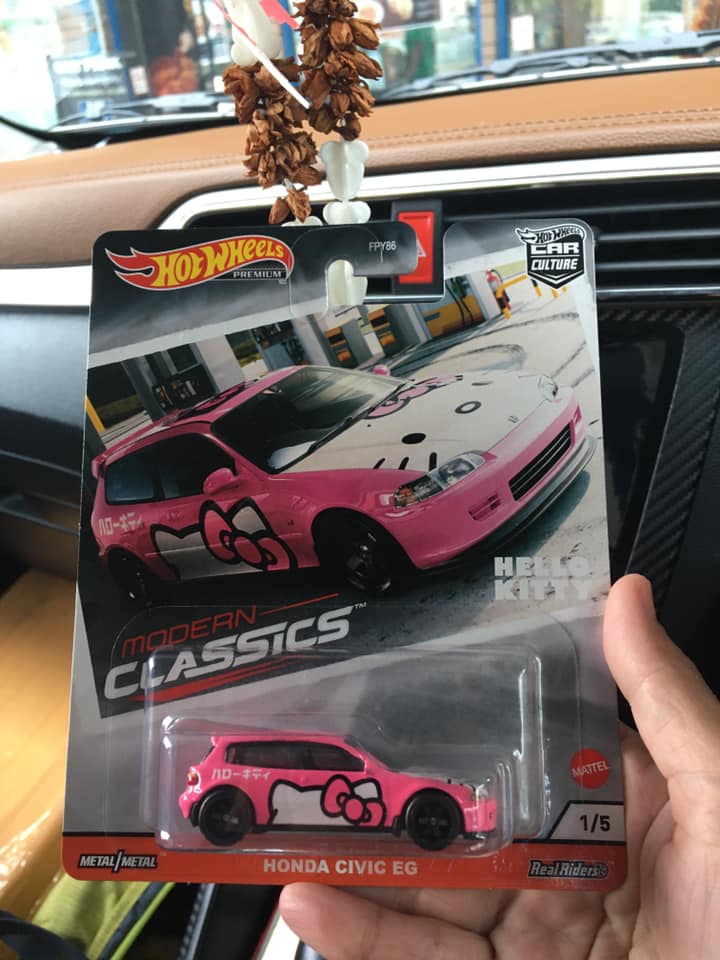 HOT WHEELS
PREMIUM
FPY86
HOT WHEELS
CAR
CULTURE
ハローキティ
HELLO
KITTY
MODERN
CLASSICS™
ハローキティ
MATTEL
1/5
METAL/METAL
HONDA CIVIC EG
Real Riders